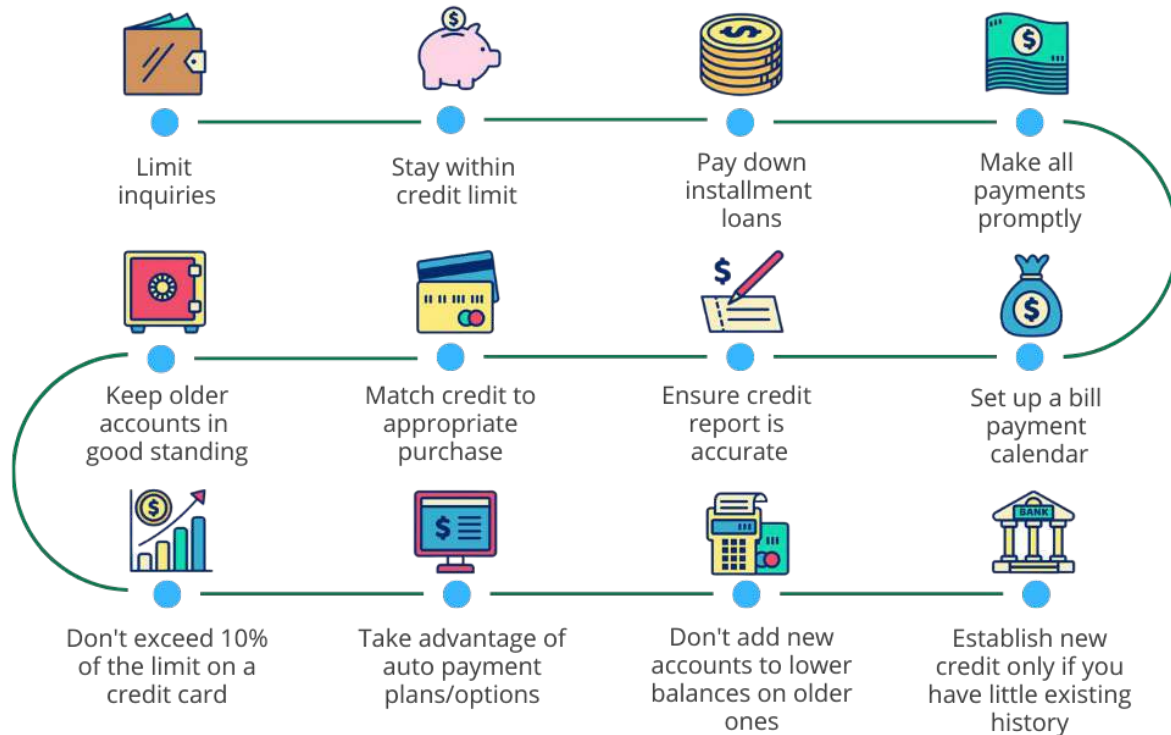 Limit
inquiries
Stay within
credit limit
Pay down
installment
loans
Make all
payments
promptly
Keep older
accounts in
good standing
Match credit to
appropriate
purchase
Ensure credit
report is
accurate
Set up a bill
payment
calendar
Don't exceed 10%
of the limit on a
credit card
Take advantage of
auto payment
plans/options
Don't add new
accounts to lower
balances on older
ones
BANK
Establish new
credit only if you
have little existing
history